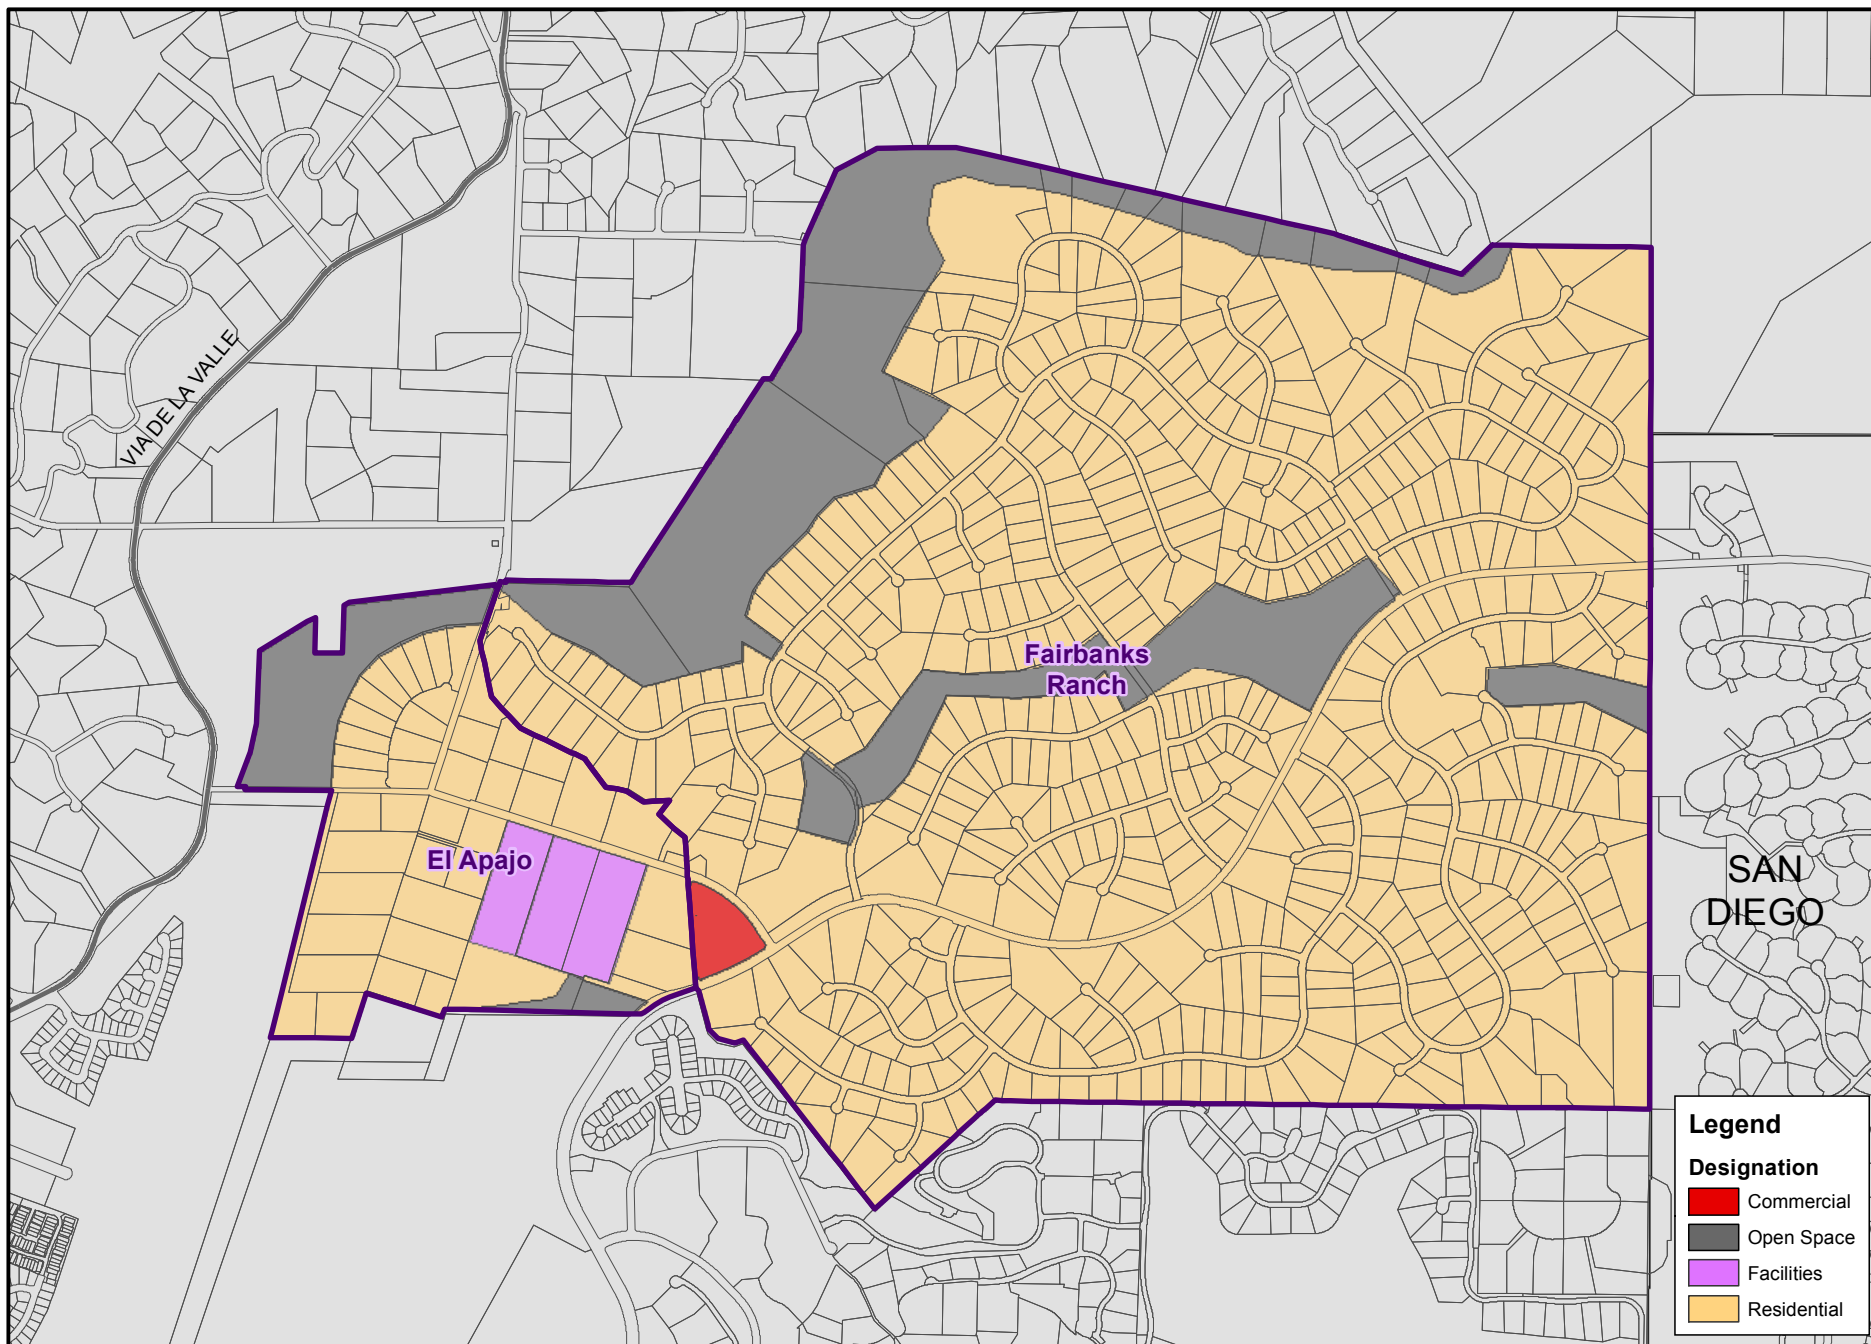 VIA DE LA VALLE
Fairbanks
Ranch
El Apajo
SAN
DIEGO
Legend
Designation
Commercial
Open Space
Facilities
Residential